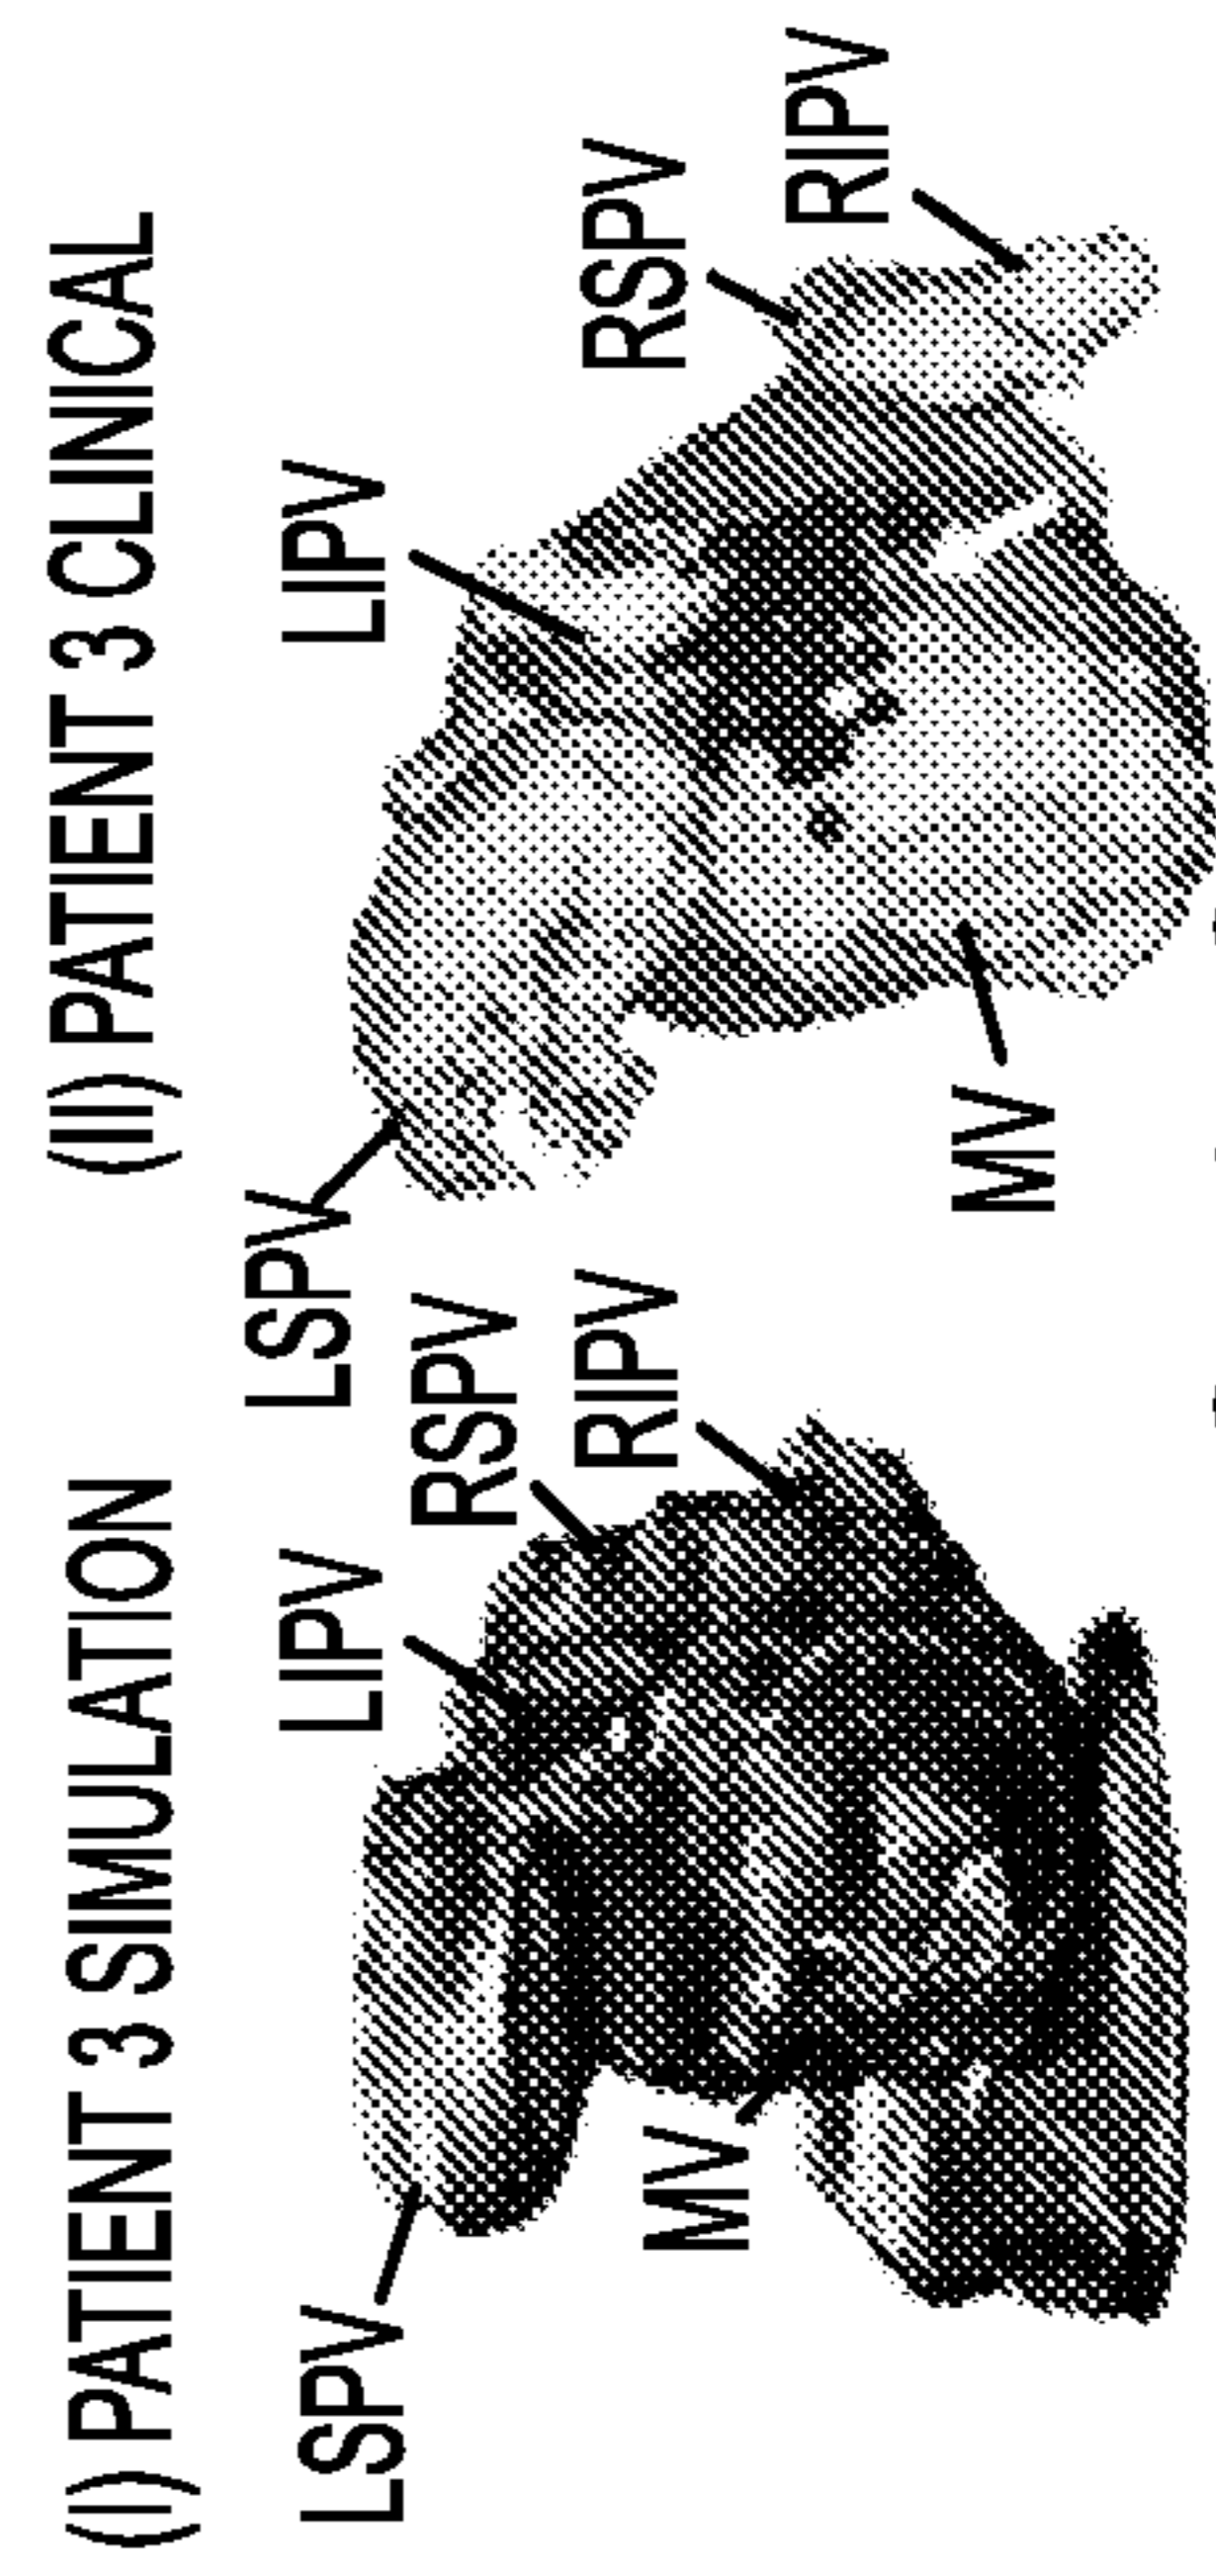 (I) PATIENT 3 SIMULATION
LSPV
LIPV
RSPV
RIPV
MV
(II) PATIENT 3 CLINICAL
LSPV
LIPV
RSPV
RIPV
MV